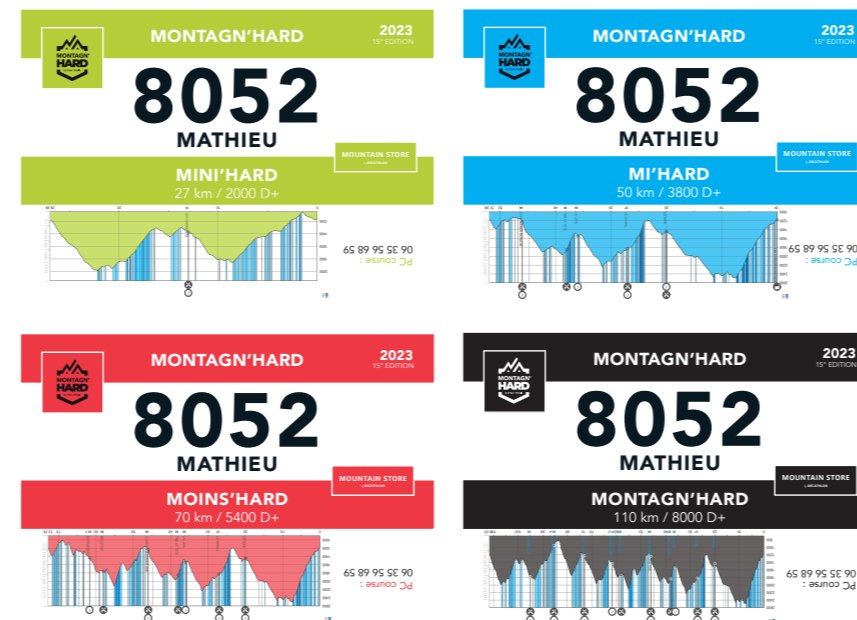 MONTAGN'HARD
2023
15° EDITION
MONTAGN'
HARD
8052
MATHIEU
MOUNTAIN STORE
MINI'HARD
27 km / 2000 D+
PC course :
06 35 56 68 59
MONTAGN'HARD
2023
15° EDITION
MONTAGN'
HARD
8052
MATHIEU
MOUNTAIN STORE
MI'HARD
50 km / 3800 D+
PC course :
06 35 56 68 59
MONTAGN'HARD
2023
15° EDITION
MONTAGN'
HARD
8052
MATHIEU
MOUNTAIN STORE
MOINS'HARD
70 km / 5400 D+
PC course :
06 35 56 68 59
MONTAGN'HARD
2023
15° EDITION
MONTAGN'
HARD
8052
MATHIEU
MOUNTAIN STORE
MONTAGN'HARD
110 km / 8000 D+
PC course :
06 35 56 68 59